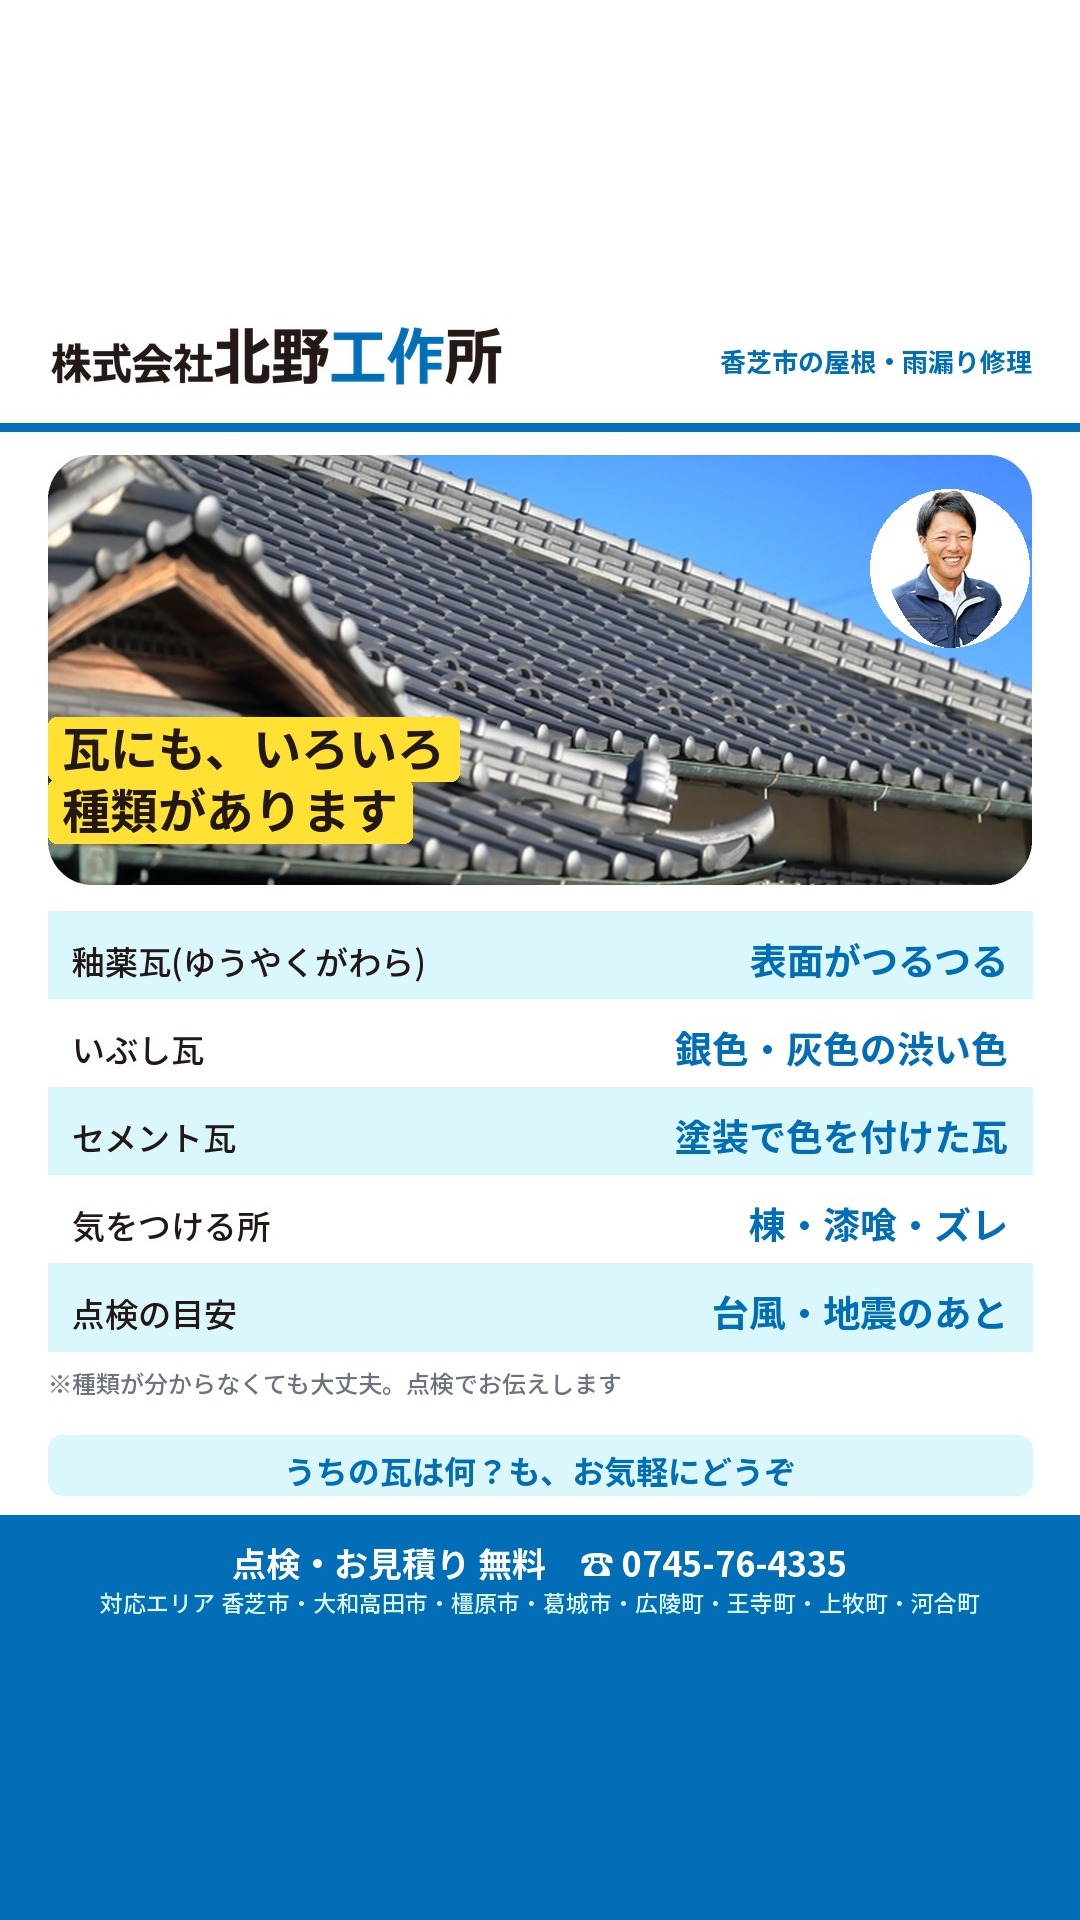 株式会社北野工作所
香芝市の屋根・雨漏り修理
瓦にも、いろいろ
種類があります
釉薬瓦(ゆうやくがわら) 表面がつるつる
いぶし瓦 銀色・灰色の渋い色
セメント瓦 塗装で色を付けた瓦
気をつける所 棟・漆喰・ズレ
点検の目安 台風・地震のあと
※種類が分からなくても大丈夫。点検でお伝えします
うちの瓦は何？も、お気軽にどうぞ
点検・お見積り 無料　☎ 0745-76-4335
対応エリア 香芝市・大和高田市・橿原市・葛城市・広陵町・王寺町・上牧町・河合町